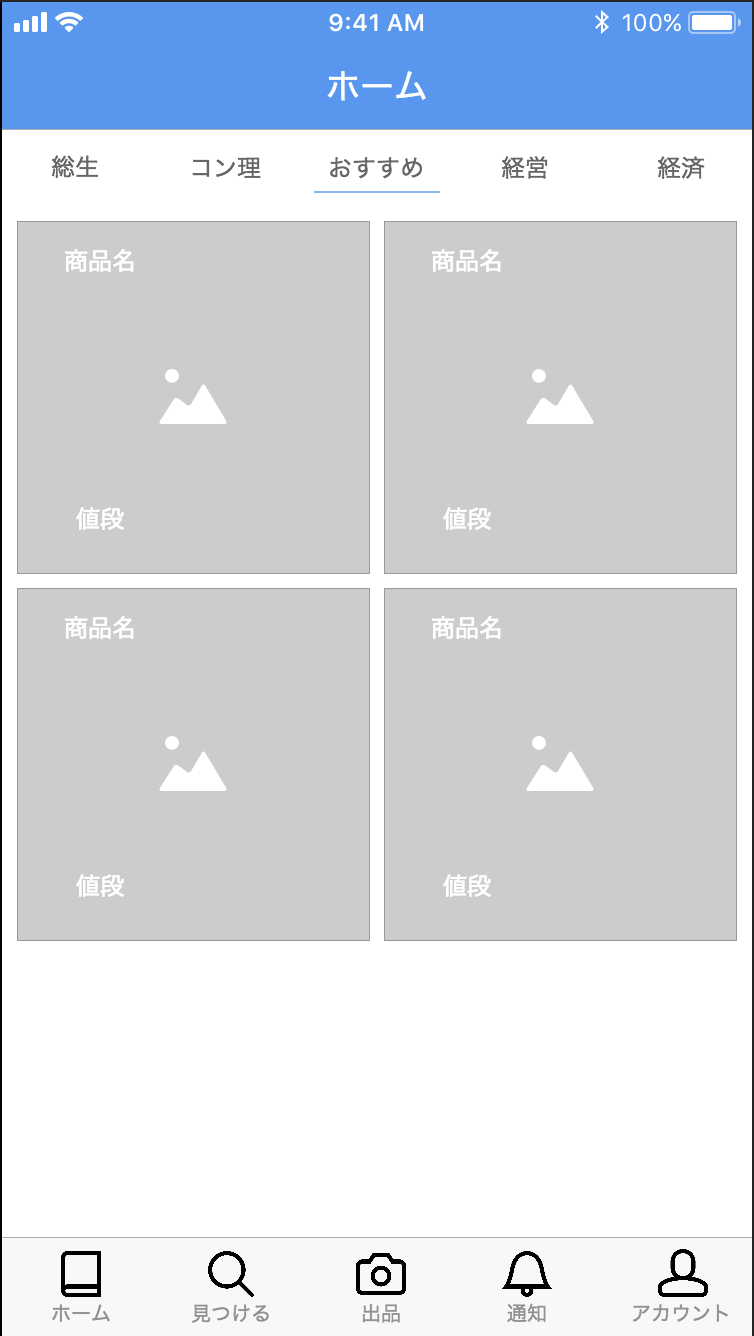 9:41 AM 100%
ホーム
総生 コン理 おすすめ 経営 経済
商品名 商品名
値段 値段
商品名 商品名
値段 値段
ホーム 見つける 出品 通知 アカウント